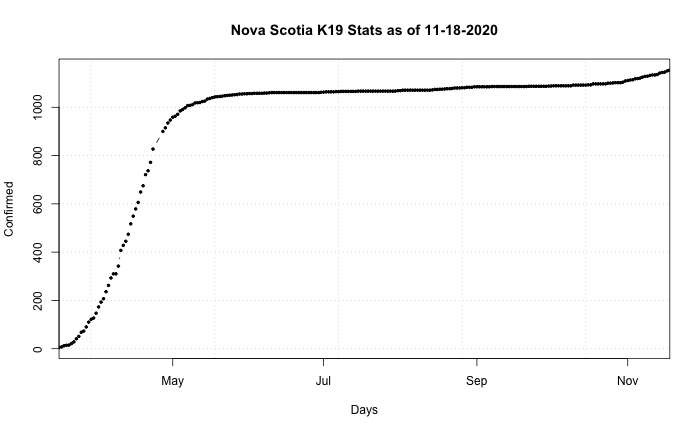 Nova Scotia K19 Stats as of 11-18-2020
Confirmed
1000
800
600
400
200
0
May Jul Sep Nov
Days